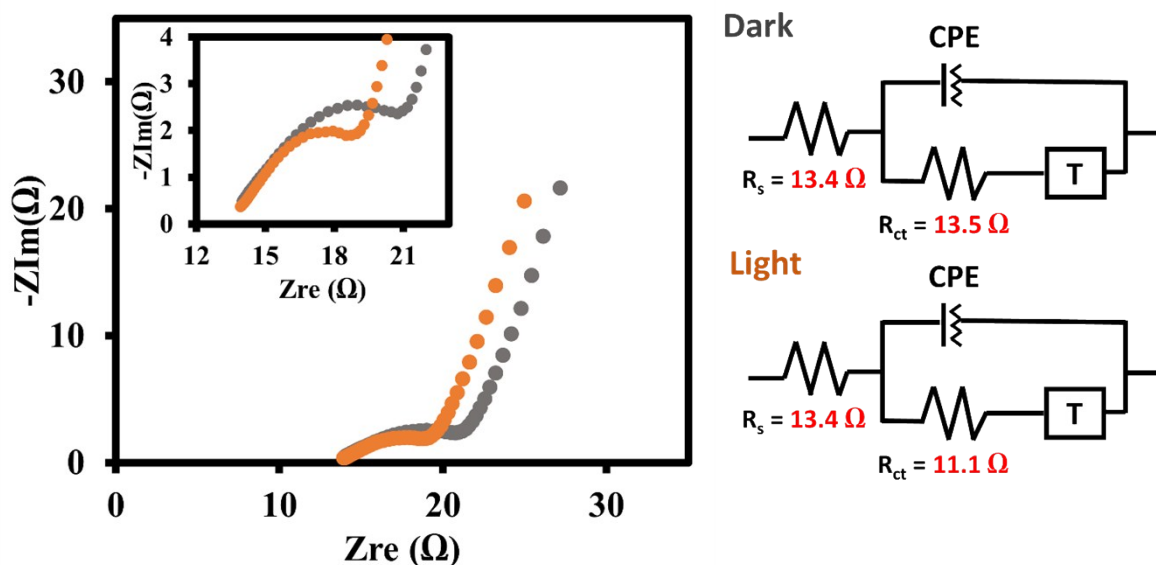 -ZIm(Ω)
30
20
10
0
0
10
20
30
Zre (Ω)
-ZIm(Ω)
4
3
2
1
0
12
15
18
21
Zre (Ω)
Dark
CPE
T
Rs = 13.4 Ω
Rct = 13.5 Ω
Light
CPE
T
Rs = 13.4 Ω
Rct = 11.1 Ω